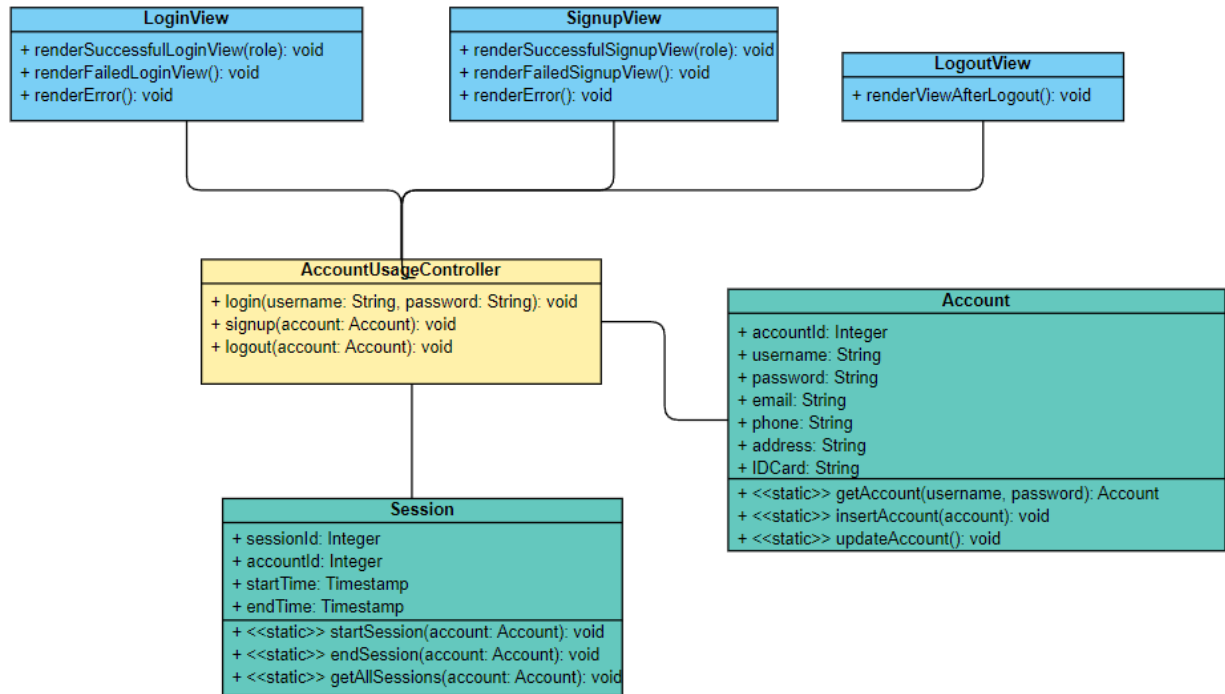 LoginView
+ renderSuccessfulLoginView(role): void
+ renderFailedLoginView(): void
+ renderError(): void
SignupView
+ renderSuccessfulSignupView(role): void
+ renderFailedSignupView(): void
+ renderError(): void
LogoutView
+ renderViewAfterLogout(): void
AccountUsageController
+ login(username: String, password: String): void
+ signup(account: Account): void
+ logout(account: Account): void
Account
+ accountId: Integer
+ username: String
+ password: String
+ email: String
+ phone: String
+ address: String
+ IDCard: String
+ <<static>> getAccount(username, password): Account
+ <<static>> insertAccount(account): void
+ <<static>> updateAccount(): void
Session
+ sessionId: Integer
+ accountId: Integer
+ startTime: Timestamp
+ endTime: Timestamp
+ <<static>> startSession(account: Account): void
+ <<static>> endSession(account: Account): void
+ <<static>> getAllSessions(account: Account): void